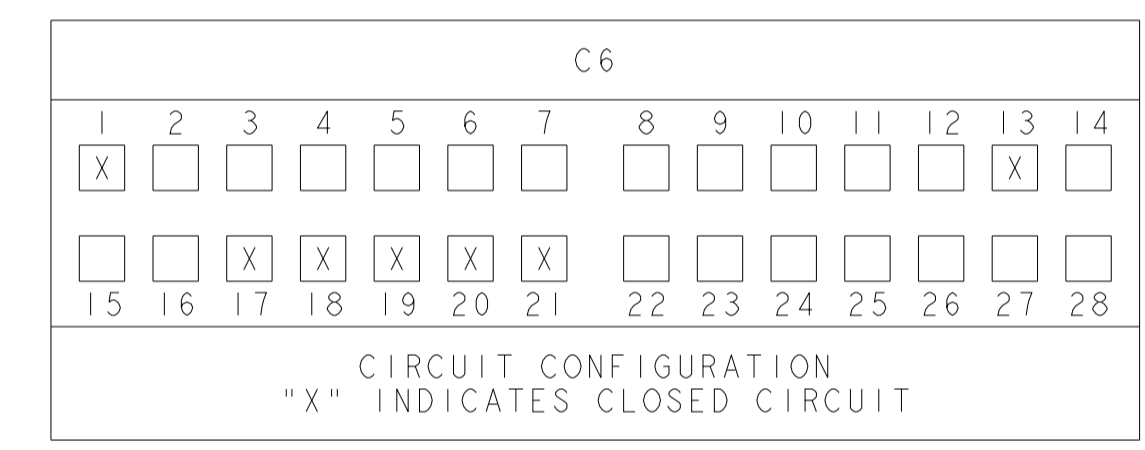 C6
1 2 3 4 5 6 7 8 9 10 11 12 13 14
X X
X X X X X
15 16 17 18 19 20 21 22 23 24 25 26 27 28
CIRCUIT CONFIGURATION
"X" INDICATES CLOSED CIRCUIT